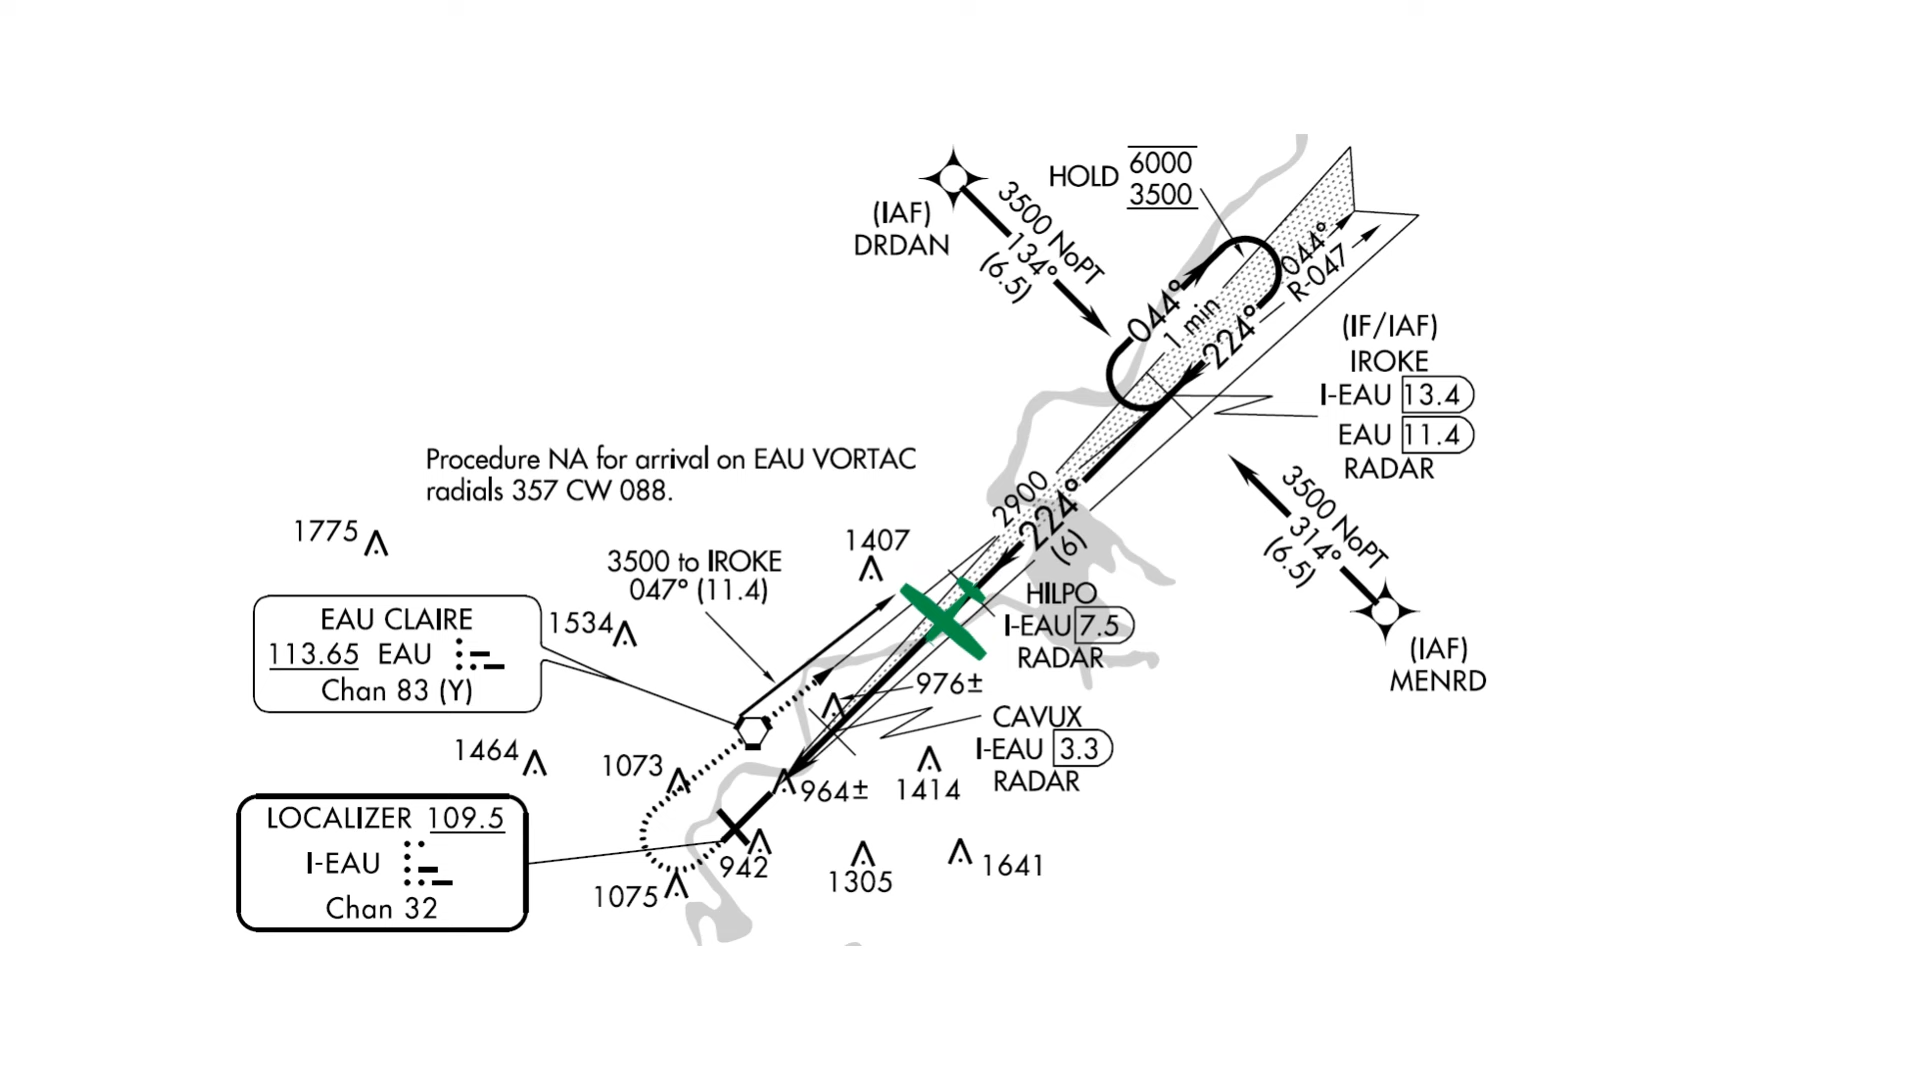 HOLD 6000
3500
(IAF)
DRDAN
3500 NoPT
134°
(6.5)
044°
1 min
224°
044°
R-047
(IF/IAF)
IROKE
I-EAU 13.4
EAU 11.4
RADAR
Procedure NA for arrival on EAU VORTAC
radials 357 CW 088.
3500 NoPT
314°
(6.5)
(IAF)
MENRD
2900
224°
(6)
1775
1407
3500 to IROKE
047° (11.4)
HILPO
I-EAU 7.5
RADAR
EAU CLAIRE
113.65 EAU
Chan 83 (Y)
1534
976±
CAVUX
I-EAU 3.3
RADAR
1464
1073
964±
1414
LOCALIZER 109.5
I-EAU
Chan 32
942
1305
1641
1075